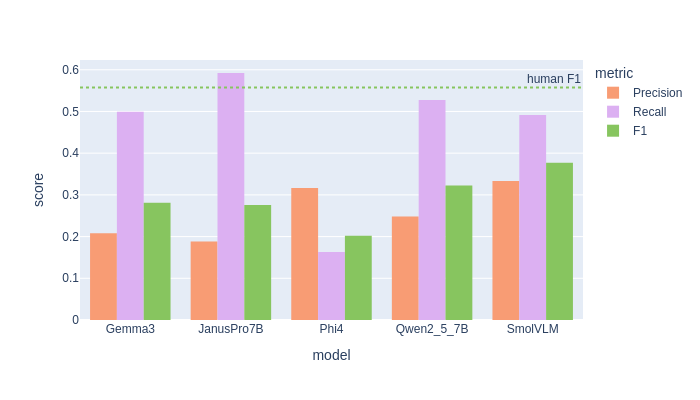 0.6
0.5
0.4
0.3
0.2
0.1
0
score
human F1
Gemma3
JanusPro7B
Phi4
Qwen2_5_7B
SmolVLM
model
metric
Precision
Recall
F1